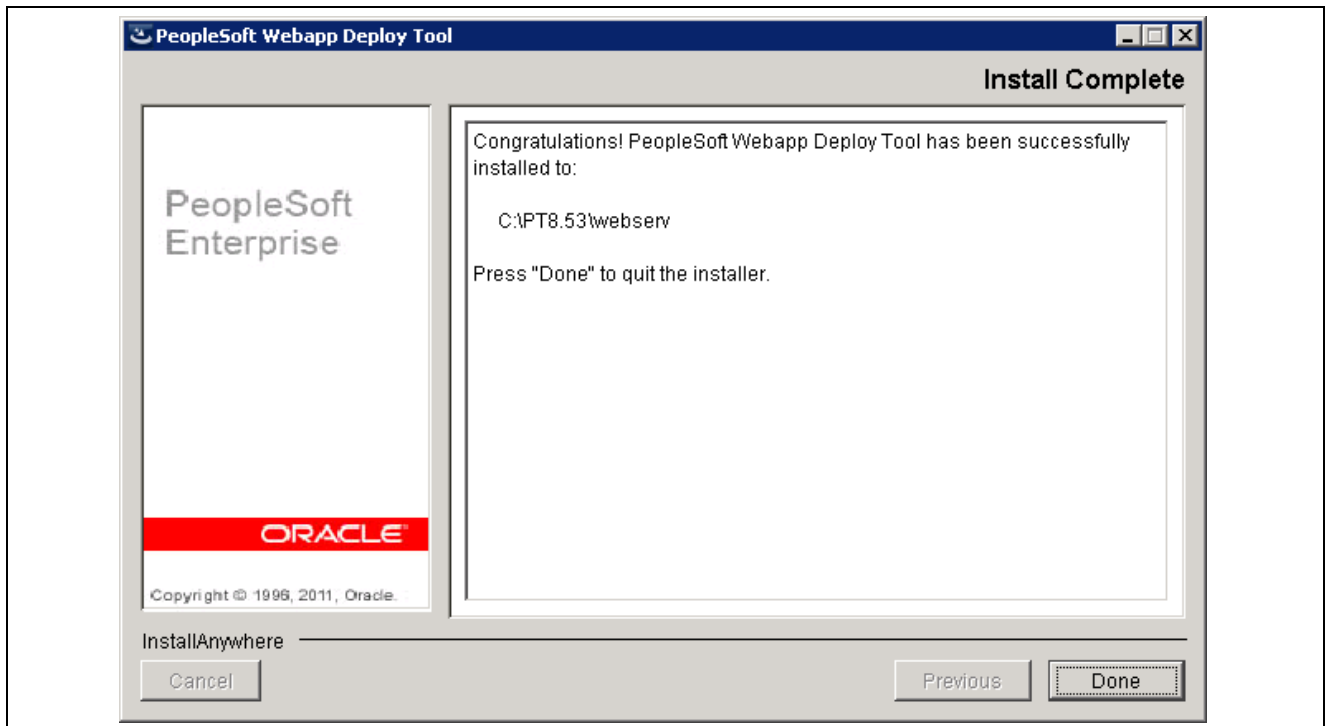 PeopleSoft Webapp Deploy Tool
Install Complete
PeopleSoft
Enterprise
ORACLE
Copyright © 1996, 2011, Oracle.
Congratulations! PeopleSoft Webapp Deploy Tool has been successfully
installed to:
C:\PT8.53\webserv
Press "Done" to quit the installer.
InstallAnywhere
Cancel
Previous
Done